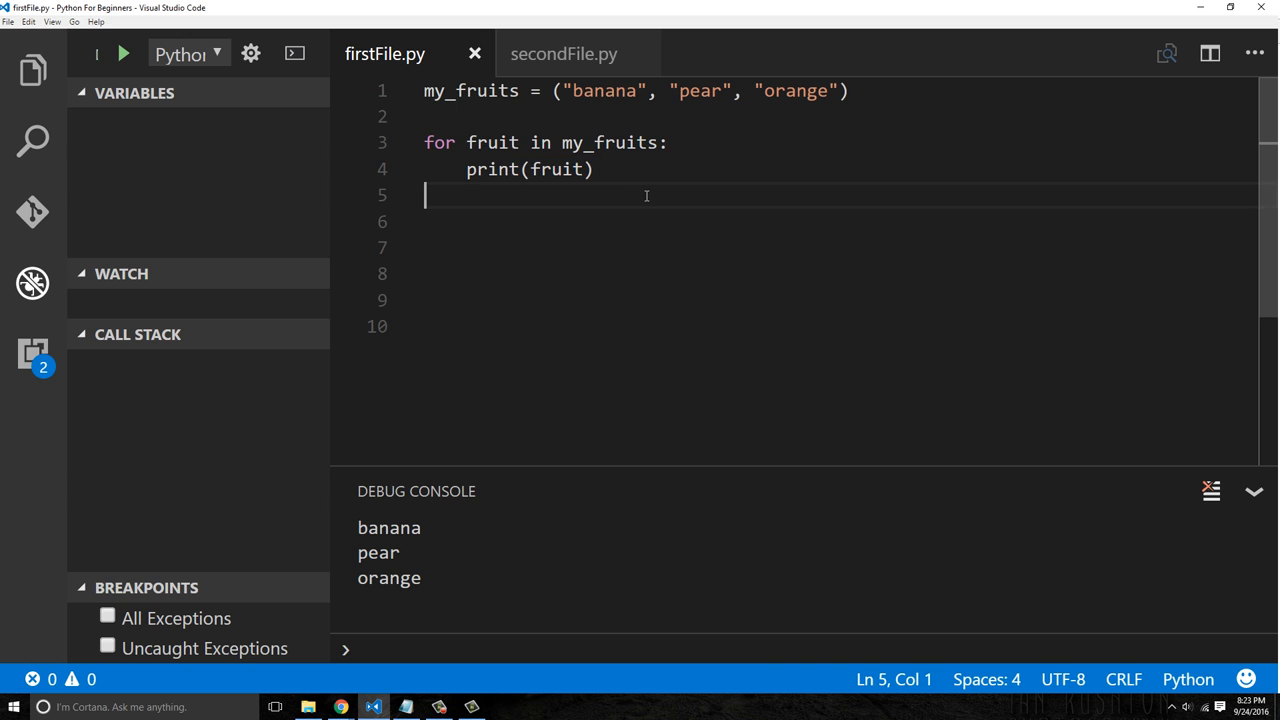 firstFile.py - Python For Beginners - Visual Studio Code
File Edit View Go Help
Python
firstFile.py
secondFile.py
VARIABLES
WATCH
CALL STACK
BREAKPOINTS
All Exceptions
Uncaught Exceptions
2
1 my_fruits = ("banana", "pear", "orange")
2
3 for fruit in my_fruits:
4 print(fruit)
5
6
7
8
9
10
DEBUG CONSOLE
banana
pear
orange
0 0
Ln 5, Col 1 Spaces: 4 UTF-8 CRLF Python
I'm Cortana. Ask me anything.
8:23 PM
9/24/2016